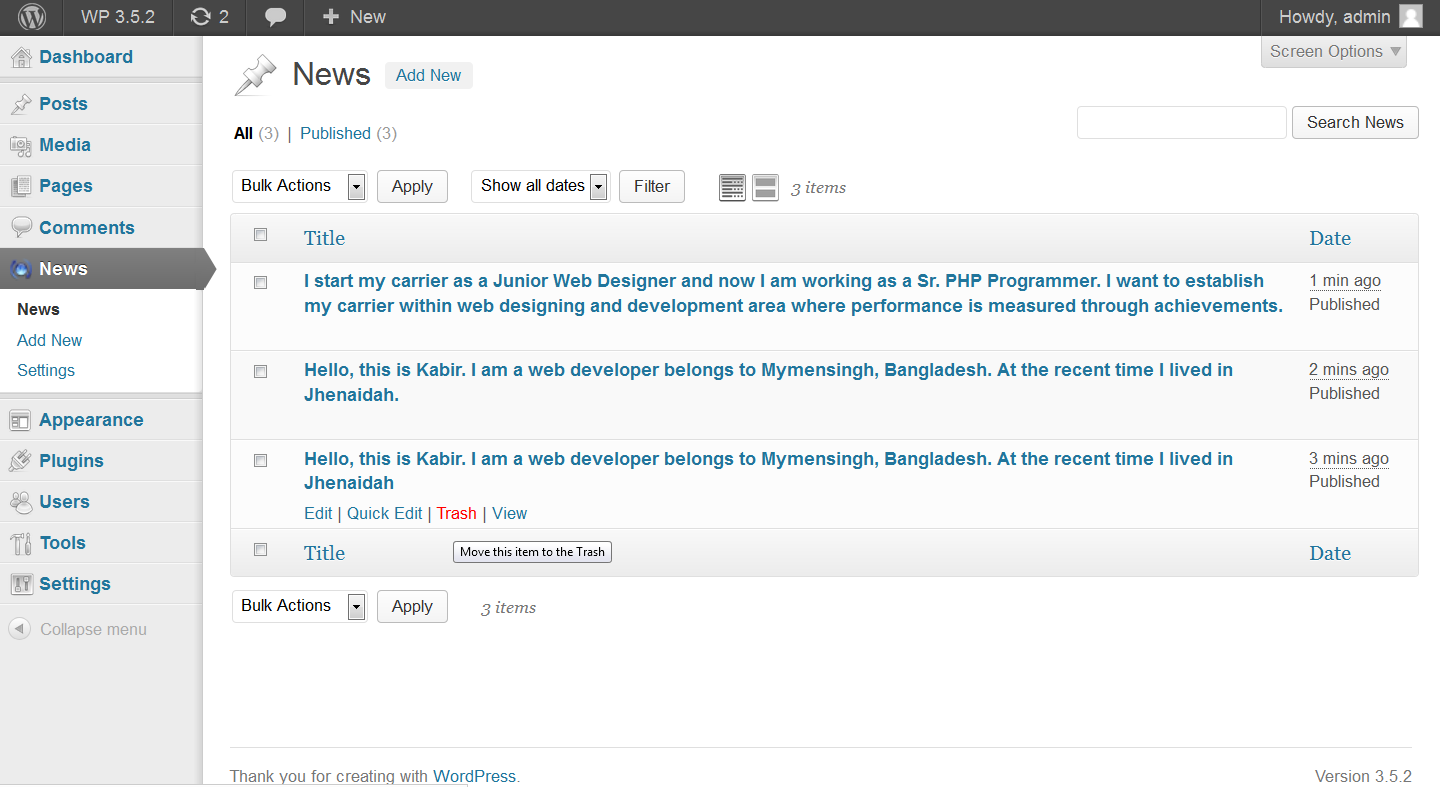 WP 3.5.2 2 New Howdy, admin
Dashboard
Posts
Media
Pages
Comments
News
News
Add New
Settings
Appearance
Plugins
Users
Tools
Settings
Collapse menu
Screen Options
News Add New
All (3) | Published (3)
Search News
Bulk Actions Apply Show all dates Filter 3 items
Title Date
I start my carrier as a Junior Web Designer and now I am working as a Sr. PHP Programmer. I want to establish
my carrier within web designing and development area where performance is measured through achievements.
1 min ago
Published
Hello, this is Kabir. I am a web developer belongs to Mymensingh, Bangladesh. At the recent time I lived in
Jhenaidah.
2 mins ago
Published
Hello, this is Kabir. I am a web developer belongs to Mymensingh, Bangladesh. At the recent time I lived in
Jhenaidah
Edit | Quick Edit | Trash | View
3 mins ago
Published
Title Date
Move this item to the Trash
Bulk Actions Apply 3 items
Thank you for creating with WordPress. Version 3.5.2